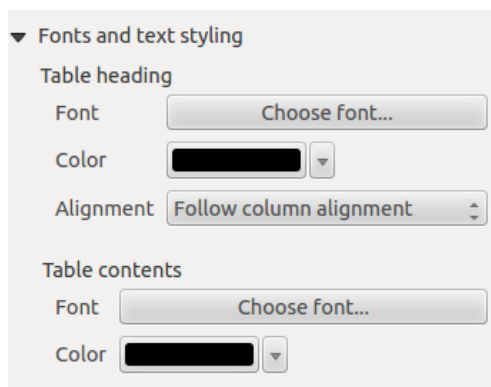 Fonts and text styling
Table heading
Font Choose font...
Color
Alignment Follow column alignment
Table contents
Font Choose font...
Color